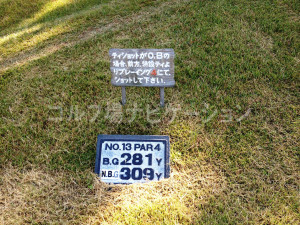 ティショットがO.Bの
場合、前方、特設ティより
プレーイング4にて、
ショットして下さい。
ゴルフ場ナビゲーション
NO.13 PAR4
B.G 281Y
N.B.G 309Y